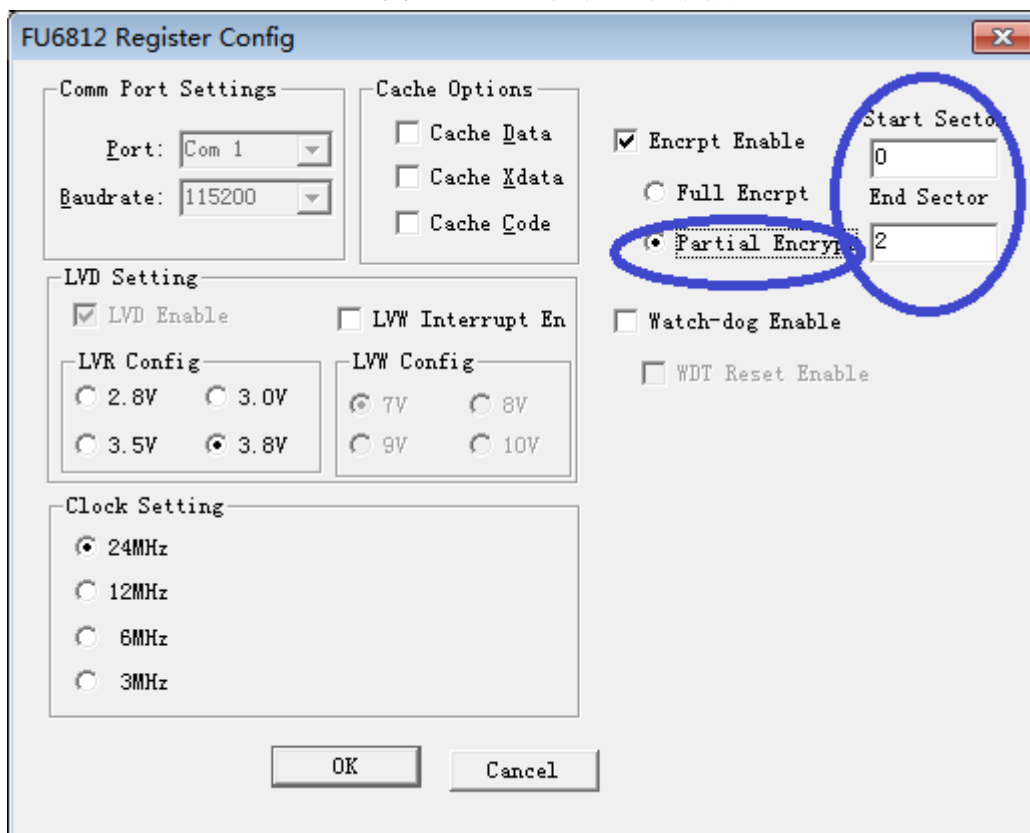 FU6812 Register Config
Comm Port Settings
Port: Com 1
Baudrate: 115200
Cache Options
Cache Data
Cache Xdata
Cache Code
Encrpt Enable
Full Encrpt
Partial Encrypt
Start Sector
0
End Sector
2
LVD Setting
LVD Enable
LVW Interrupt En
LVR Config
2.8V 3.0V
3.5V 3.8V
LVW Config
7V 8V
9V 10V
Watch-dog Enable
WDT Reset Enable
Clock Setting
24MHz
12MHz
6MHz
3MHz
OK Cancel